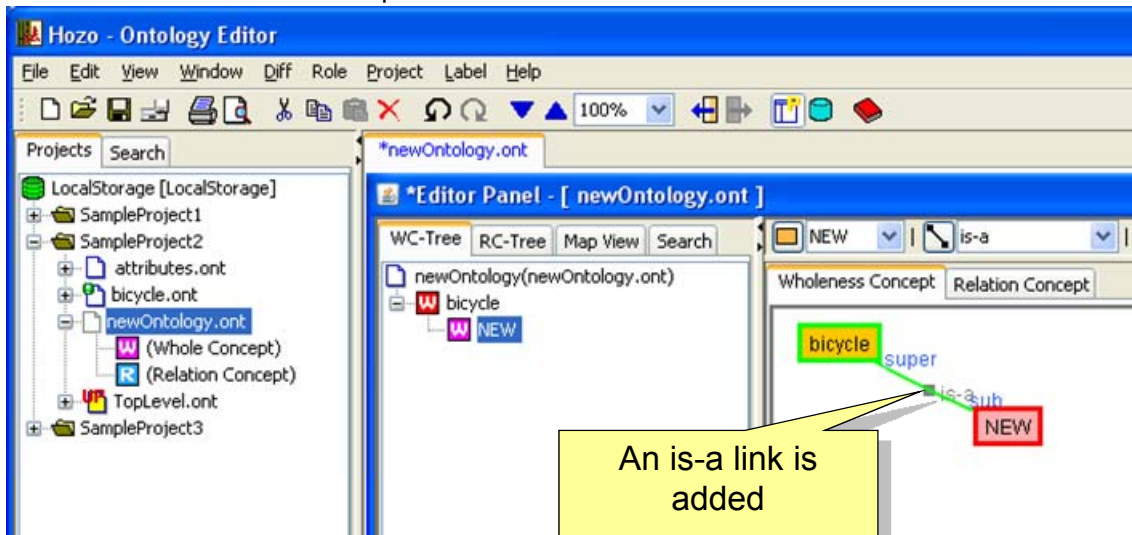 Hozo - Ontology Editor
File Edit View Window Diff Role Project Label Help
100%
Projects Search
*newOntology.ont
LocalStorage [LocalStorage]
SampleProject1
SampleProject2
attributes.ont
bicycle.ont
newOntology.ont
W (Whole Concept)
R (Relation Concept)
UP TopLevel.ont
SampleProject3
*Editor Panel - [ newOntology.ont ]
WC-Tree RC-Tree Map View Search
newOntology(newOntology.ont)
W bicycle
W NEW
NEW is-a
Wholeness Concept Relation Concept
bicycle
super
is-a
sub
NEW
An is-a link is
added